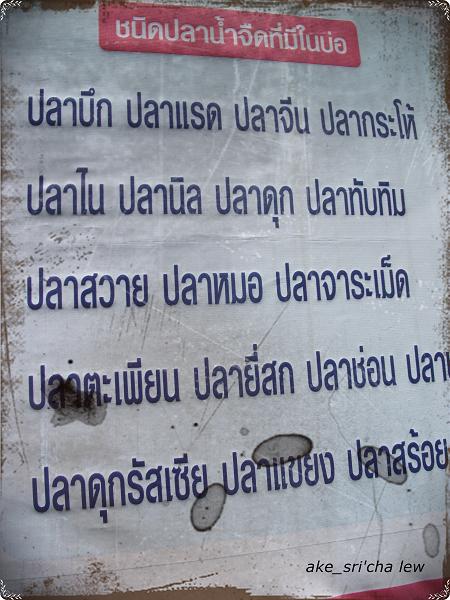 ชนิดปลาน้ำจืดที่มีในบ่อ
ปลาบึก ปลาแรด ปลาจีน ปลากระโห้
ปลาไน ปลานิล ปลาดุก ปลาทับทิม
ปลาสวาย ปลาหมอ ปลาจาระเม็ด
ปลาตะเพียน ปลายี่สก ปลาช่อน
ปลาดุกรัสเซีย ปลาแขยง ปลาสร้อย
ake_sri'cha lew